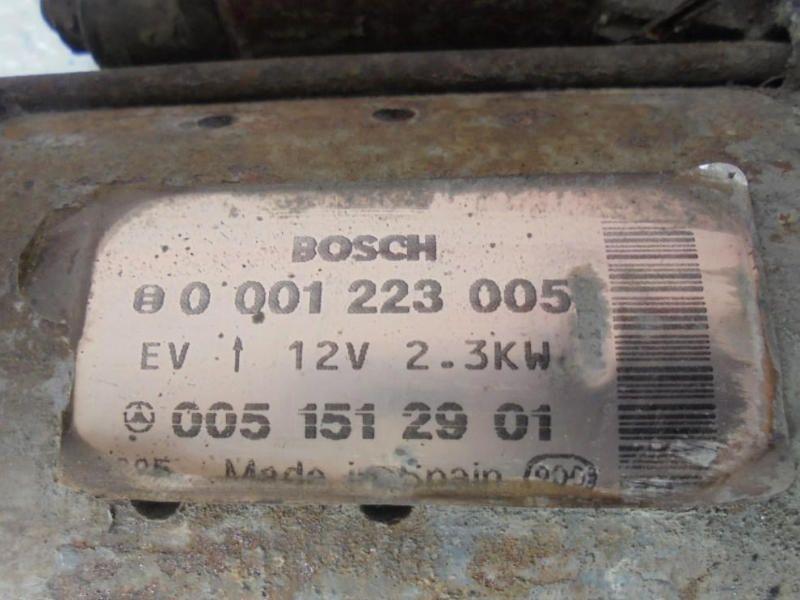 BOSCH
0 001 223 005
EV ↑ 12V 2.3KW
005 151 29 01
Made in Spain